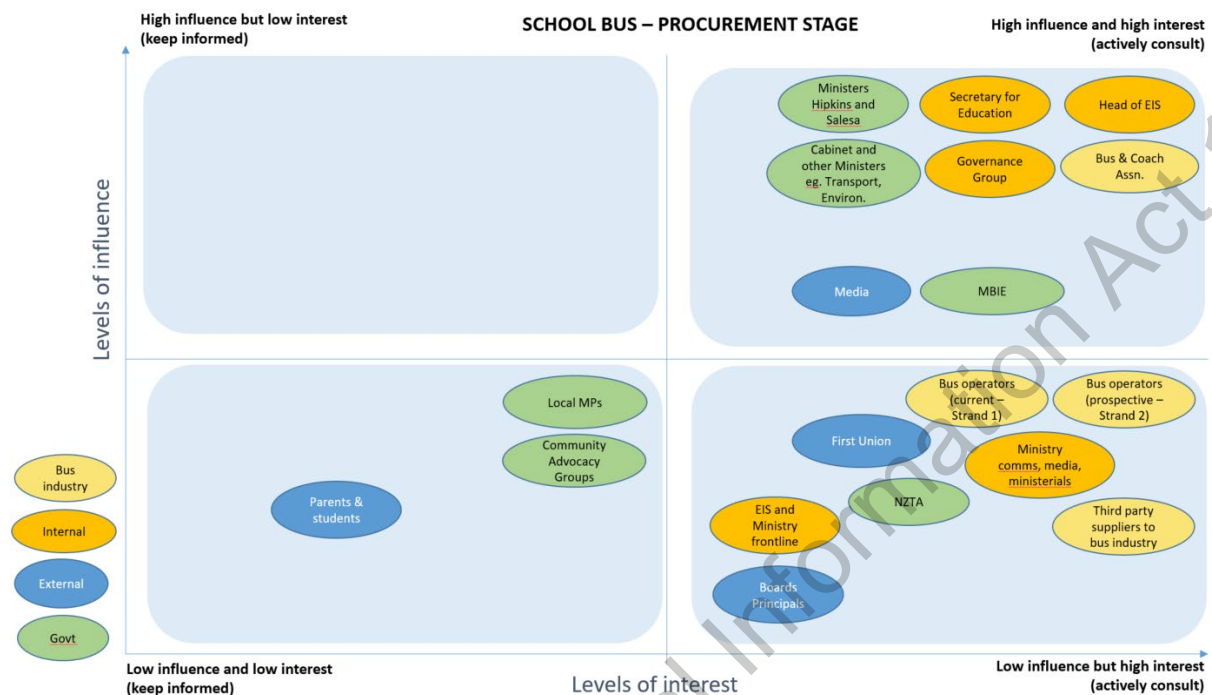 High influence but low interest
(keep informed)
SCHOOL BUS – PROCUREMENT STAGE
High influence and high interest
(actively consult)
Levels of influence
Ministers
Hipkins and
Salesa
Secretary for
Education
Head of EIS
Cabinet and
other Ministers
eg. Transport,
Environ.
Governance
Group
Bus & Coach
Assn.
Media
MBIE
Local MPs
Community
Advocacy
Groups
Parents &
students
Bus operators
(current –
Strand 1)
Bus operators
(prospective –
Strand 2)
First Union
Ministry
comms, media,
ministerials
NZTA
EIS and
Ministry
frontline
Third party
suppliers to
bus industry
Boards
Principals
Bus
industry
Internal
External
Govt
Low influence and low interest
(keep informed)
Levels of interest
Low influence but high interest
(actively consult)
Information Act